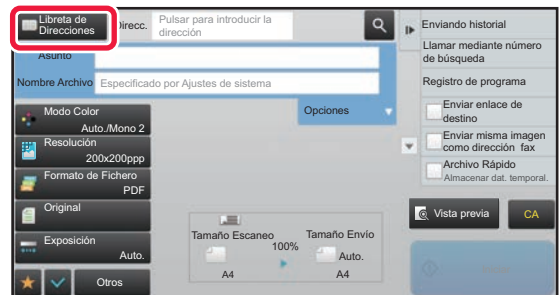 Libreta de
Direcciones
Direcc.
Pulsar para introducir la
dirección
Asunto
Nombre Archivo
Especificado por Ajustes de sistema
Opciones
Modo Color
Auto./Mono 2
Resolución
200x200ppp
Formato de Fichero
PDF
Original
Exposición
Auto.
Otros
Tamaño Escaneo
100%
Tamaño Envio
A4
Auto.
A4
Enviando historial
Llamar mediante número
de búsqueda
Registro de programa
Enviar enlace de
destino
Enviar misma imagen
como dirección fax
Archivo Rápido
Almacenar dat. temporal.
Vista previa
CA